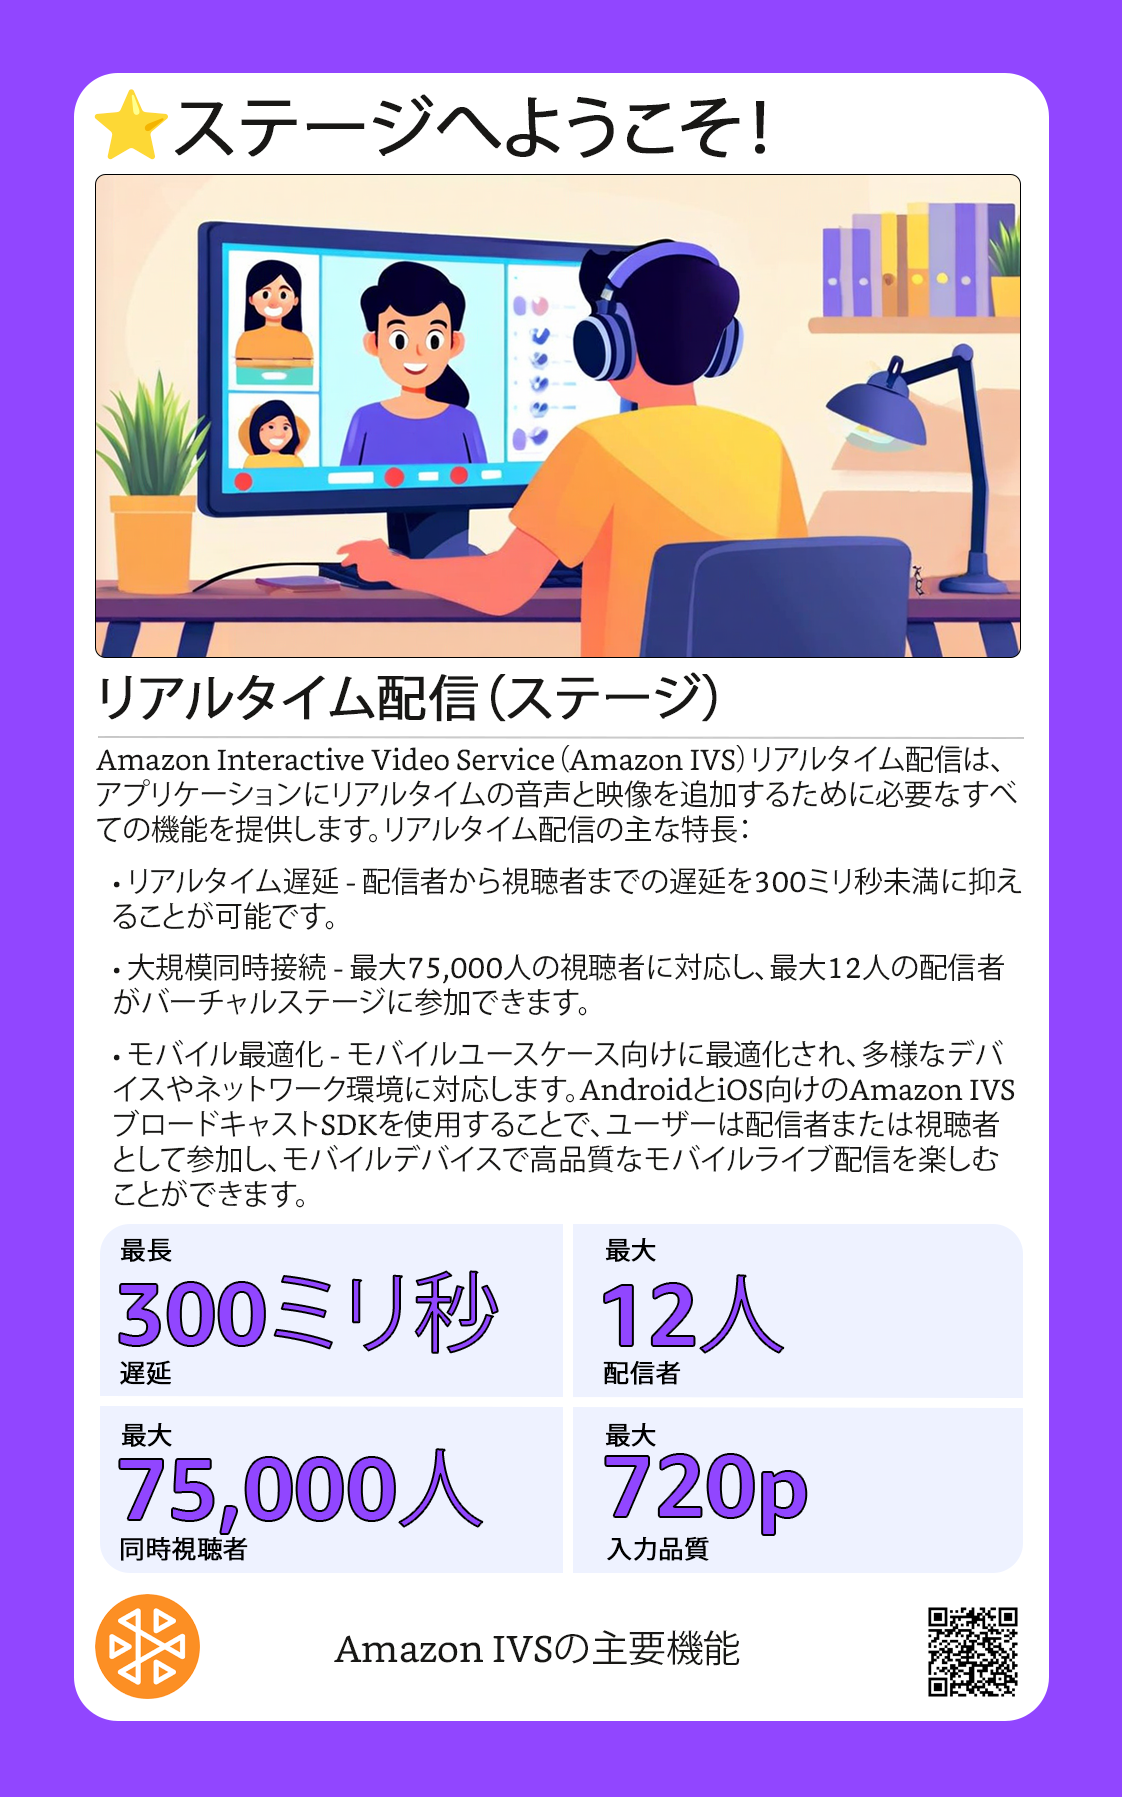 ⭐ステージへようこそ！
リアルタイム配信（ステージ）
Amazon Interactive Video Service（Amazon IVS）リアルタイム配信は、
アプリケーションにリアルタイムの音声と映像を追加するために必要なすべ
ての機能を提供します。リアルタイム配信の主な特長：
• リアルタイム遅延 - 配信者から視聴者までの遅延を300ミリ秒未満に抑え
ることが可能です。
• 大規模同時接続 - 最大75,000人の視聴者に対応し、最大12人の配信者
がバーチャルステージに参加できます。
• モバイル最適化 - モバイルユースケース向けに最適化され、多様なデバ
イスやネットワーク環境に対応します。AndroidとiOS向けのAmazon IVS
ブロードキャストSDKを使用することで、ユーザーは配信者または視聴者
として参加し、モバイルデバイスで高品質なモバイルライブ配信を楽しむ
ことができます。
最長
300ミリ秒
遅延
最大
12人
配信者
最大
75,000人
同時視聴者
最大
720p
入力品質
Amazon IVSの主要機能